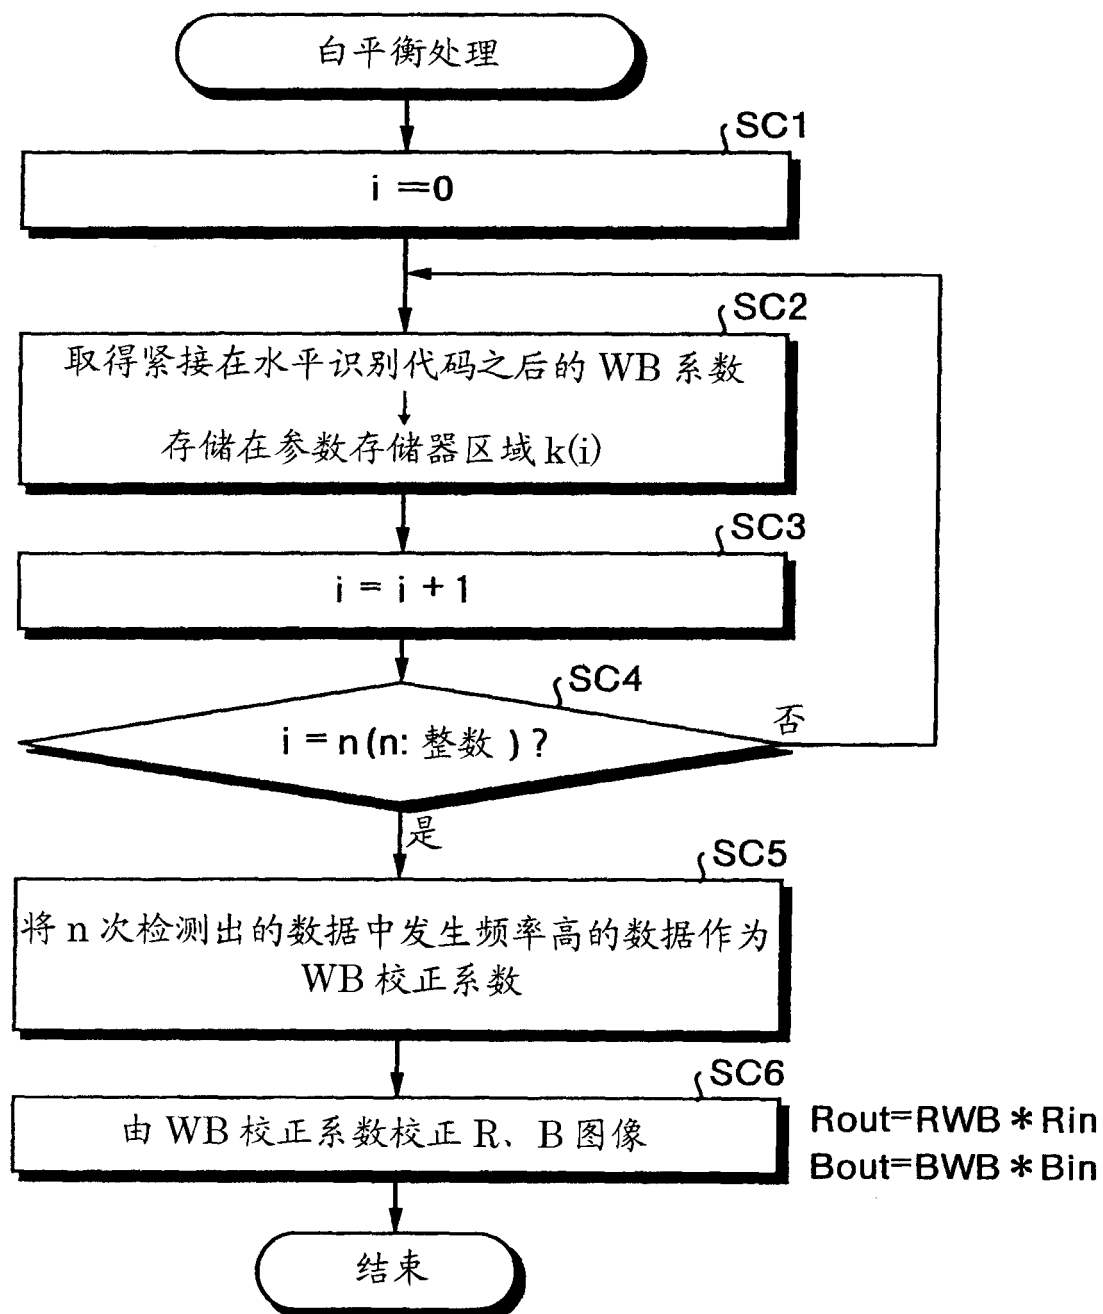 白平衡处理
SC1
i=0
SC2
取得紧接在水平识别代码之后的 WB 系数
存储在参数存储器区域 k(i)
SC3
i = i + 1
SC4
i = n (n: 整数 ) ?
否
是
SC5
将 n 次检测出的数据中发生频率高的数据作为
WB 校正系数
SC6
由 WB 校正系数校正 R、B 图像
Rout=RWB * Rin
Bout=BWB * Bin
结束